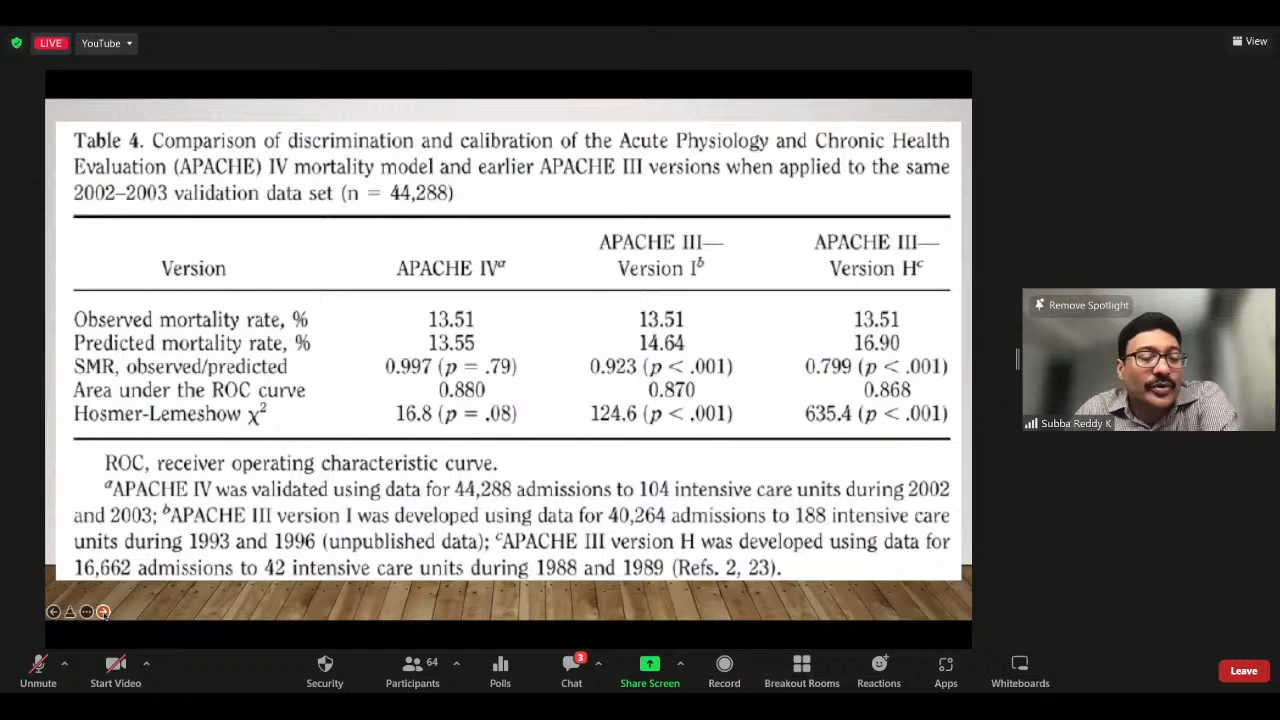 LIVE
YouTube
View
Table 4. Comparison of discrimination and calibration of the Acute Physiology and Chronic Health
Evaluation (APACHE) IV mortality model and earlier APACHE III versions when applied to the same
2002–2003 validation data set (n = 44,288)
APACHE III— APACHE III—
Version APACHE IVᵃ Version Iᵇ Version Hᶜ
Observed mortality rate, % 13.51 13.51 13.51
Predicted mortality rate, % 13.55 14.64 16.90
SMR, observed/predicted 0.997 (p = .79) 0.923 (p < .001) 0.799 (p < .001)
Area under the ROC curve 0.880 0.870 0.868
Hosmer-Lemeshow χ² 16.8 (p = .08) 124.6 (p < .001) 635.4 (p < .001)
ROC, receiver operating characteristic curve.
ᵃAPACHE IV was validated using data for 44,288 admissions to 104 intensive care units during 2002
and 2003; ᵇAPACHE III version I was developed using data for 40,264 admissions to 188 intensive care
units during 1993 and 1996 (unpublished data); ᶜAPACHE III version H was developed using data for
16,662 admissions to 42 intensive care units during 1988 and 1989 (Refs. 2, 23).
Remove Spotlight
Subba Reddy K
64
3
Unmute
Start Video
Security
Participants
Polls
Chat
Share Screen
Record
Breakout Rooms
Reactions
Apps
Whiteboards
Leave